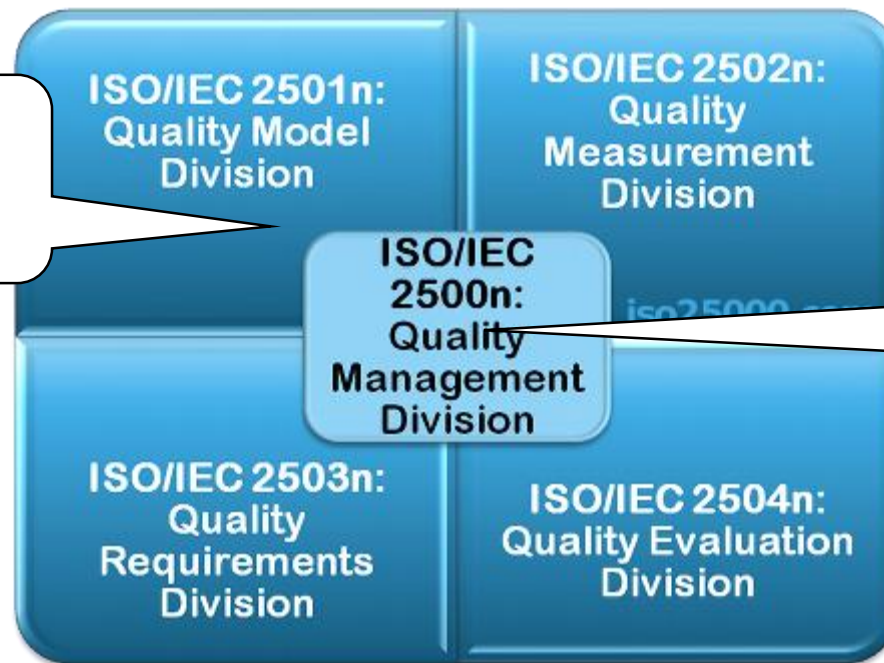 ISO/IEC 2501n:
Quality Model
Division
ISO/IEC 2502n:
Quality
Measurement
Division
ISO/IEC
2500n:
Quality
Management
Division
ISO/IEC 2503n:
Quality
Requirements
Division
ISO/IEC 2504n:
Quality Evaluation
Division